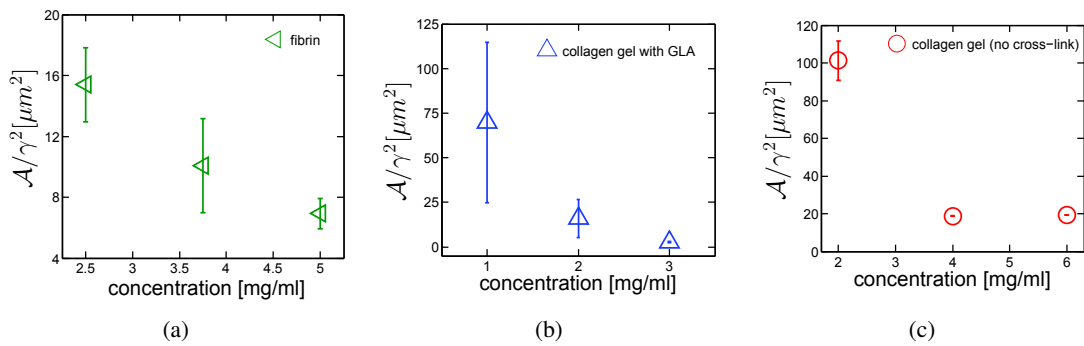 20
16
12
8
4
2.5
3
3.5
4
4.5
5
fibrin
A/γ²[μm²]
concentration [mg/ml]
(a)
125
100
75
50
25
0
1
2
3
collagen gel with GLA
A/γ²[μm²]
concentration [mg/ml]
(b)
120
100
80
60
40
20
0
2
3
4
5
6
collagen gel (no cross-link)
A/γ²[μm²]
concentration [mg/ml]
(c)